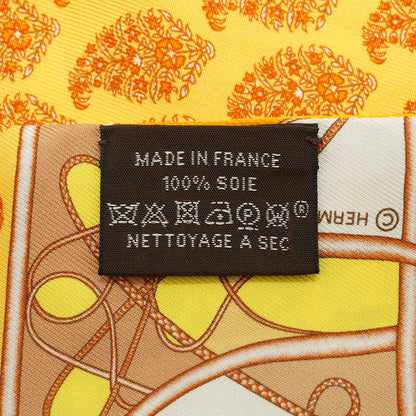 MADE IN FRANCE
100% SOIE
®
NETTOYAGE A SEC
© HERM